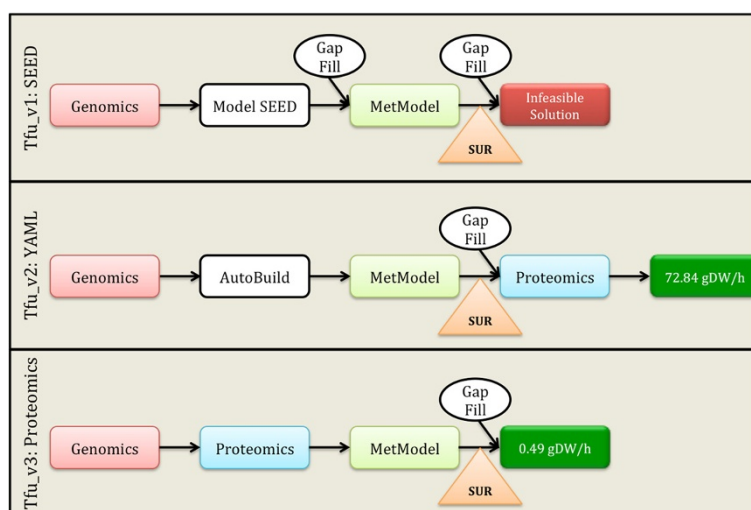 Tfu_v1: SEED
Gap
Fill
Gap
Fill
Genomics
Model SEED
MetModel
Infeasible
Solution
SUR
Tfu_v2: YAML
Gap
Fill
Genomics
AutoBuild
MetModel
Proteomics
72.84 gDW/h
SUR
Tfu_v3: Proteomics
Gap
Fill
Genomics
Proteomics
MetModel
0.49 gDW/h
SUR